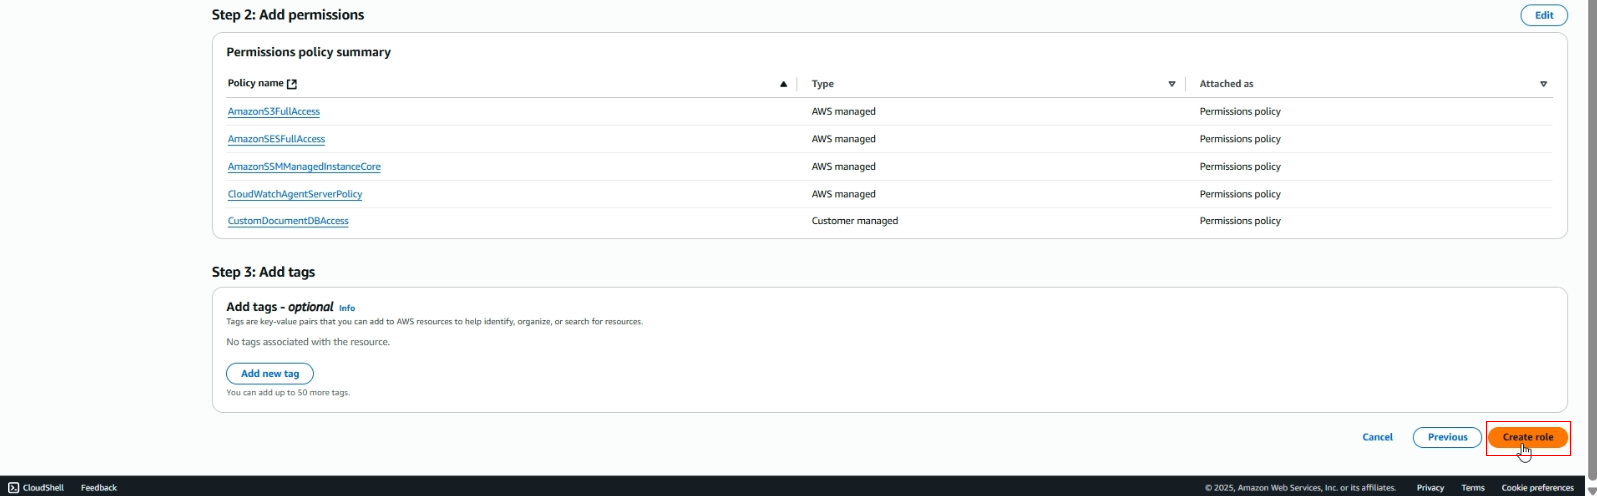 Step 2: Add permissions
Edit
Permissions policy summary
Policy name Type Attached as
AmazonS3FullAccess AWS managed Permissions policy
AmazonSESFullAccess AWS managed Permissions policy
AmazonSSMManagedInstanceCore AWS managed Permissions policy
CloudWatchAgentServerPolicy AWS managed Permissions policy
CustomDocumentDBAccess Customer managed Permissions policy
Step 3: Add tags
Add tags - optional Info
Tags are key-value pairs that you can add to AWS resources to help identify, organize, or search for resources.
No tags associated with the resource.
Add new tag
You can add up to 50 more tags.
Cancel Previous Create role
CloudShell Feedback © 2025, Amazon Web Services, Inc. or its affiliates. Privacy Terms Cookie preferences